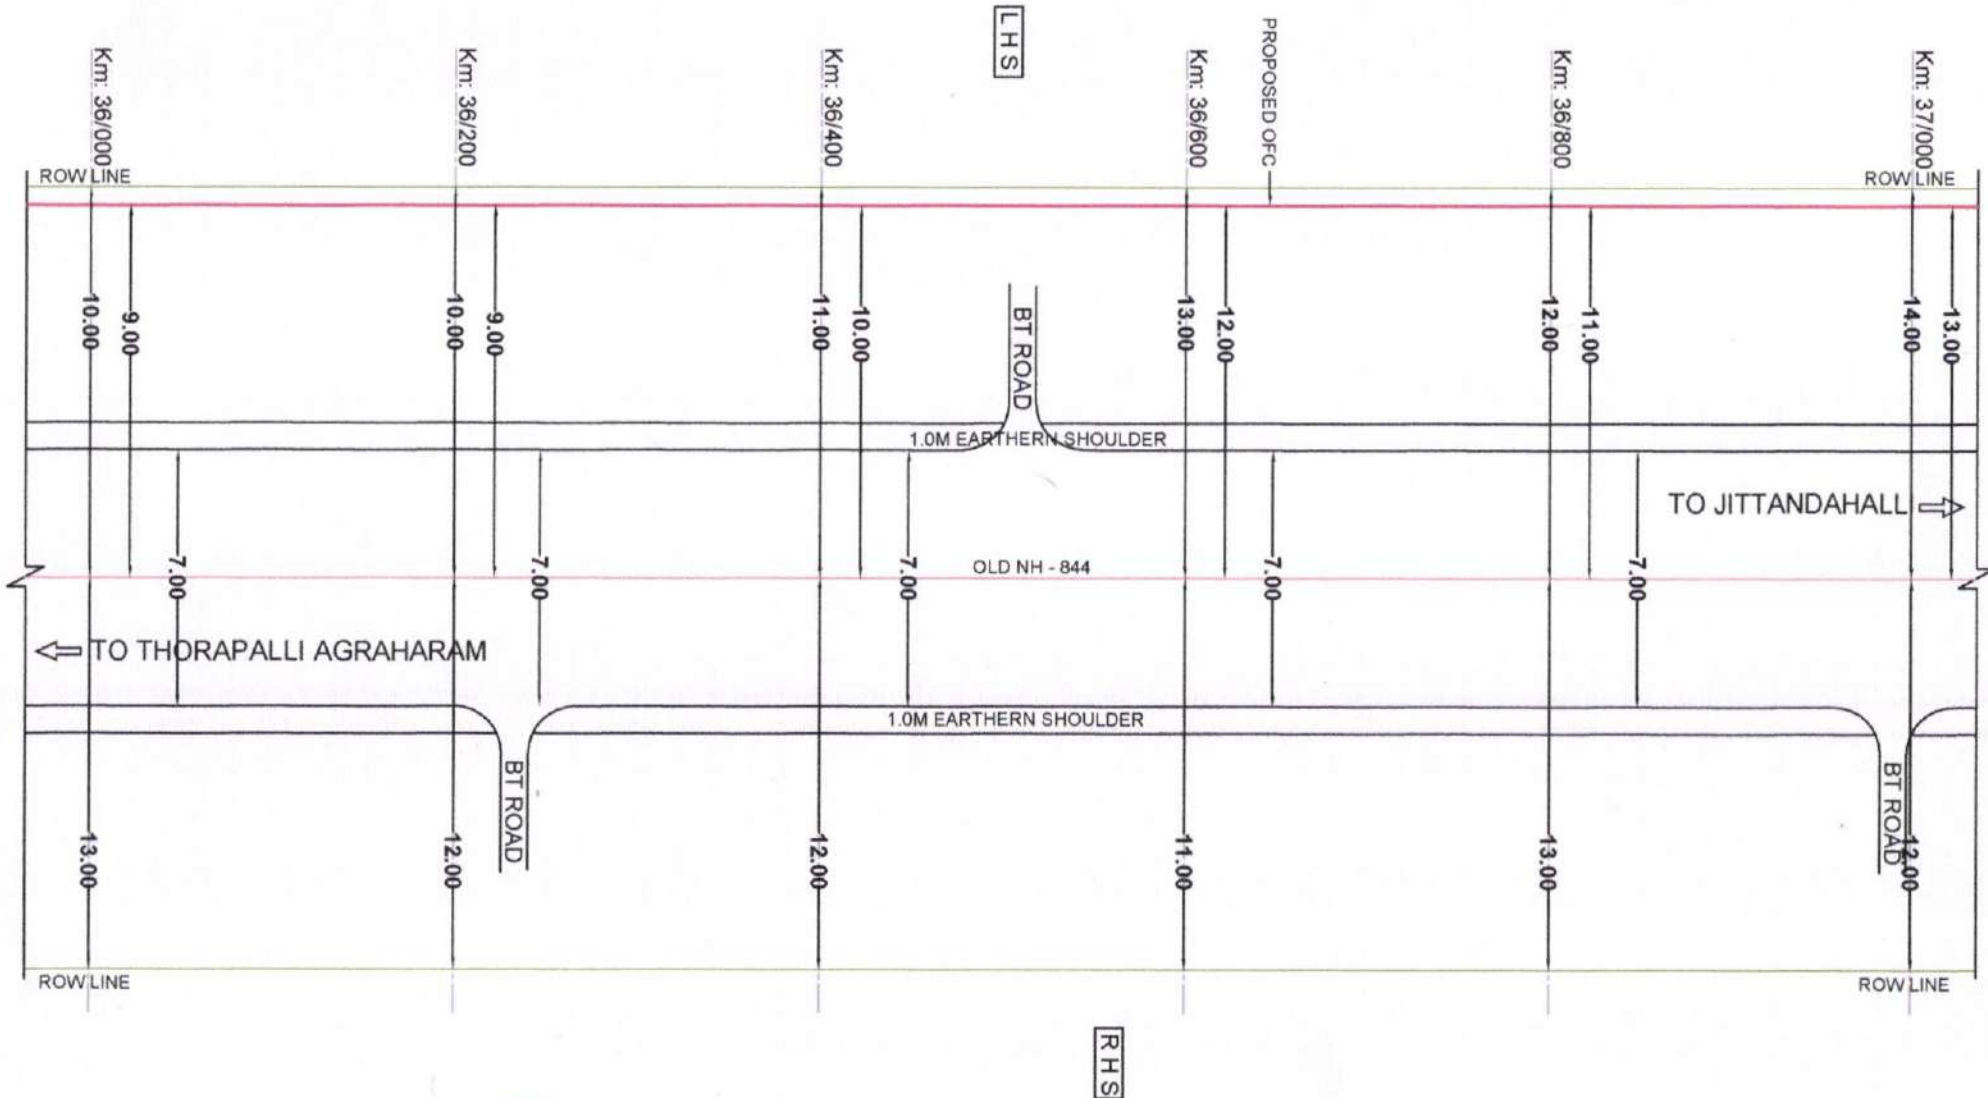 LHS
Km: 36/000
Km: 36/200
Km: 36/400
Km: 36/600
PROPOSED OFC
Km: 36/800
Km: 37/000
ROW LINE
ROW LINE
10.00
9.00
10.00
9.00
11.00
10.00
BT ROAD
13.00
12.00
12.00
11.00
14.00
13.00
1.0M EARTHERN SHOULDER
TO JITTANDAHALLI
7.00
7.00
7.00
OLD NH - 844
7.00
7.00
TO THORAPALLI AGRAHARAM
1.0M EARTHERN SHOULDER
13.00
12.00
BT ROAD
12.00
11.00
13.00
BT ROAD
12.00
ROW LINE
ROW LINE
RHS